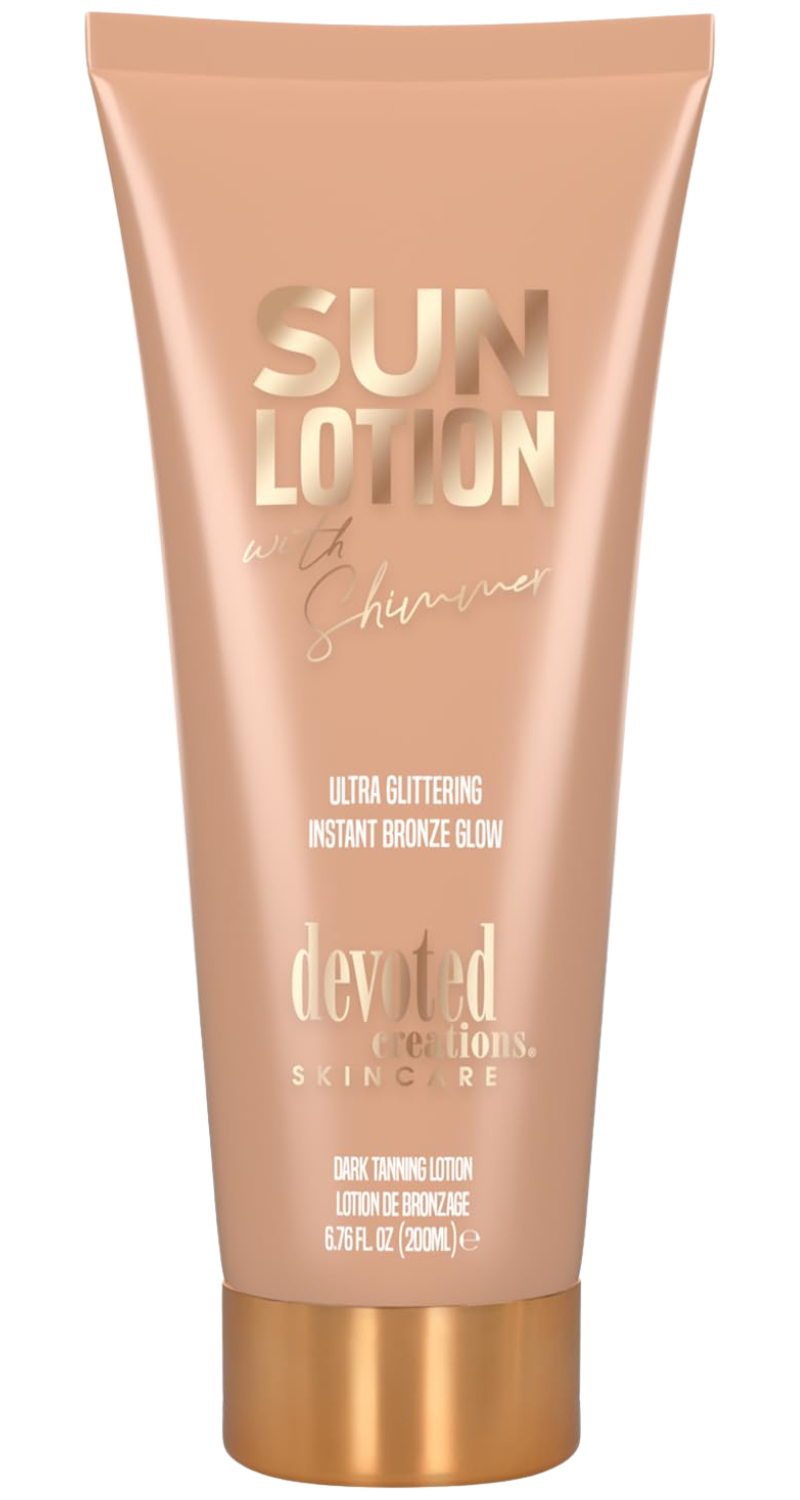 SUN
LOTION
with
Shimmer
ULTRA GLITTERING
INSTANT BRONZE GLOW
devoted
creations®
SKINCARE
DARK TANNING LOTION
LOTION DE BRONZAGE
6.76 FL. OZ (200ML) ℮